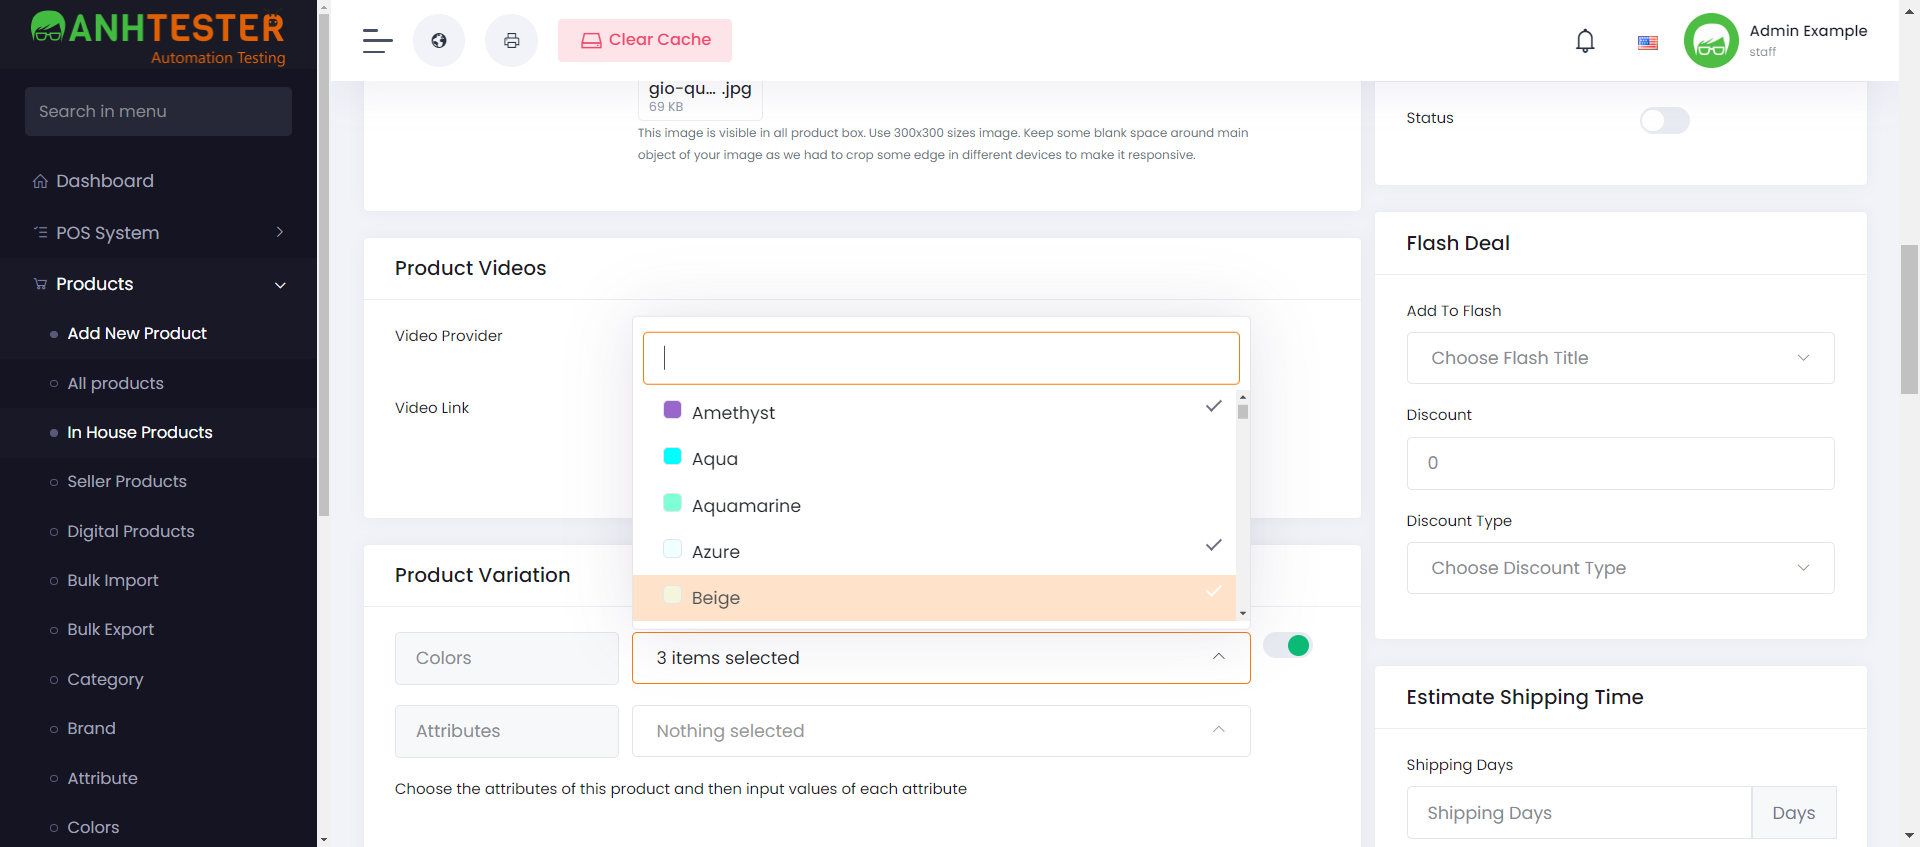 ANHTESTER
Automation Testing
Search in menu
Dashboard
POS System
Products
Add New Product
All products
In House Products
Seller Products
Digital Products
Bulk Import
Bulk Export
Category
Brand
Attribute
Colors
Clear Cache
Admin Example
staff
gio-qu... .jpg
69 KB
This image is visible in all product box. Use 300x300 sizes image. Keep some blank space around main
object of your image as we had to crop some edge in different devices to make it responsive.
Product Videos
Video Provider
Video Link
Amethyst
Aqua
Aquamarine
Azure
Beige
Product Variation
Colors
3 items selected
Attributes
Nothing selected
Choose the attributes of this product and then input values of each attribute
Status
Flash Deal
Add To Flash
Choose Flash Title
Discount
0
Discount Type
Choose Discount Type
Estimate Shipping Time
Shipping Days
Shipping Days
Days